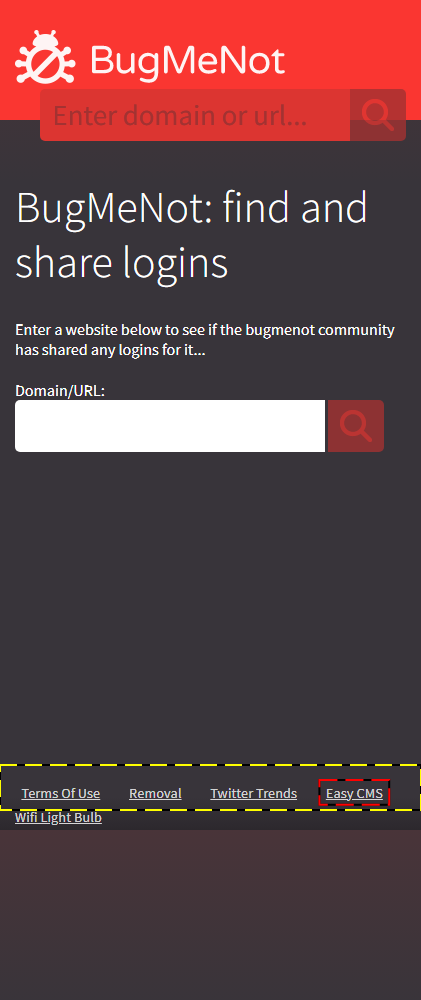 BugMeNot
Enter domain or url...
BugMeNot: find and
share logins
Enter a website below to see if the bugmenot community
has shared any logins for it...
Domain/URL:
Terms Of Use Removal Twitter Trends Easy CMS
Wifi Light Bulb